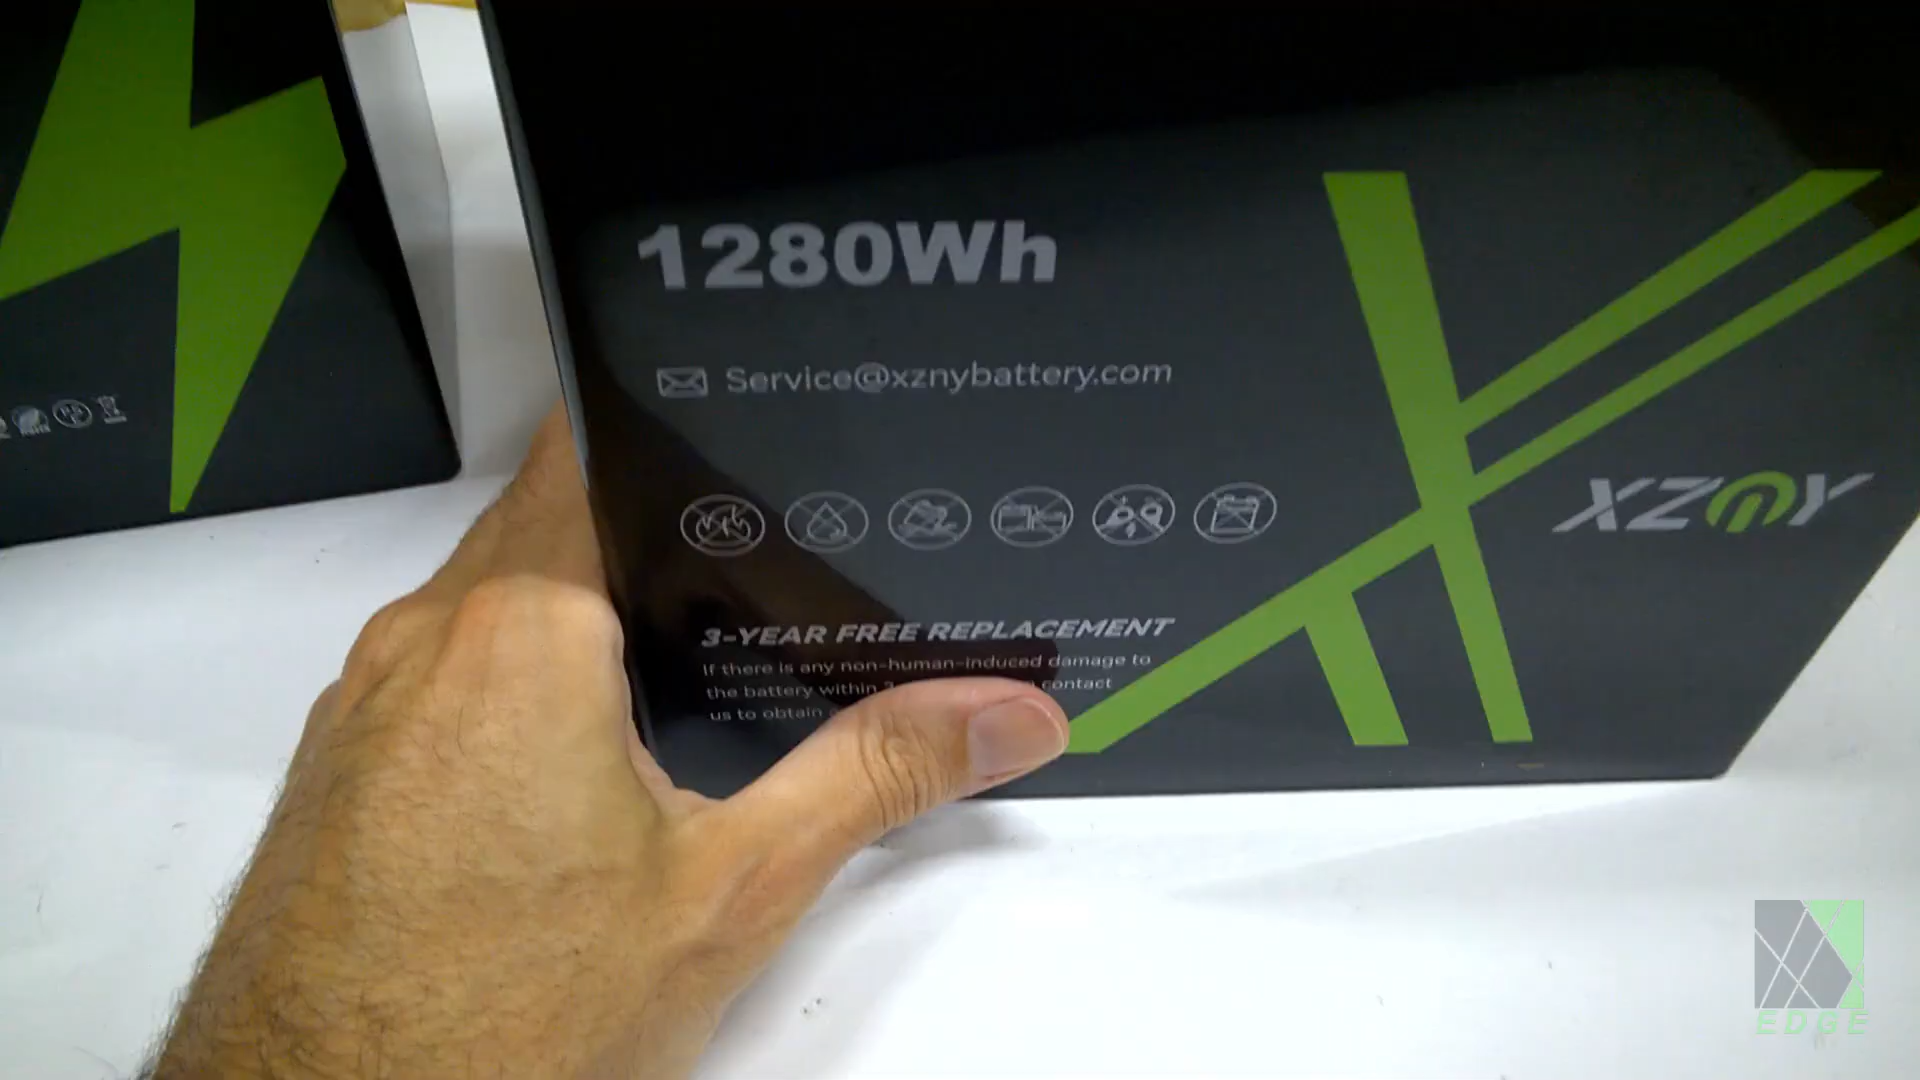 1280Wh
Service@xznybattery.com
XZNY
3-YEAR FREE REPLACEMENT
If there is any non-human-induced damage to
the battery within 3 contact
us to obtain
EDGE